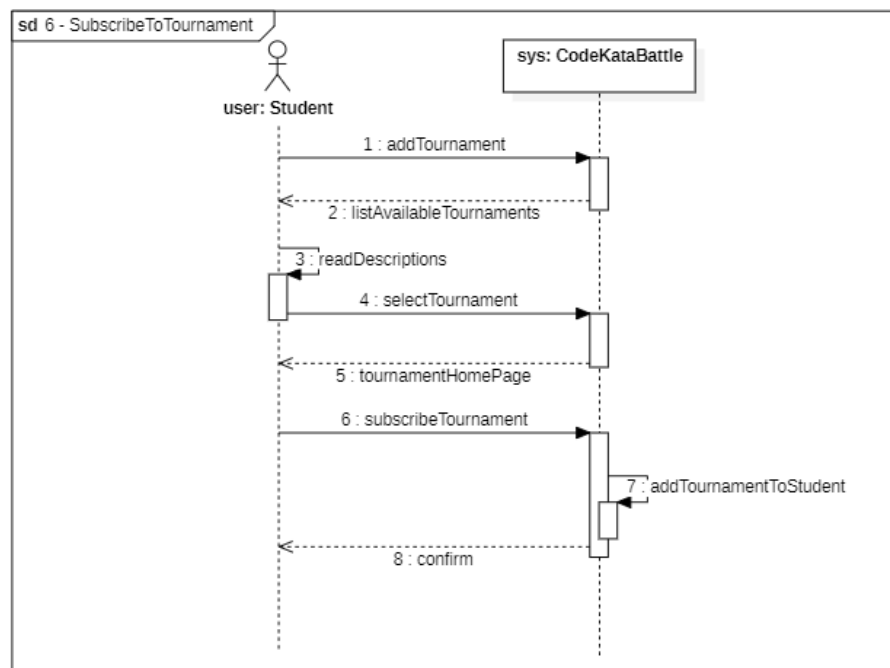 sd 6 - SubscribeToTournament
sys: CodeKataBattle
user: Student
1 : addTournament
2 : listAvailableTournaments
3 : readDescriptions
4 : selectTournament
5 : tournamentHomePage
6 : subscribeTournament
7 : addTournamentToStudent
8 : confirm